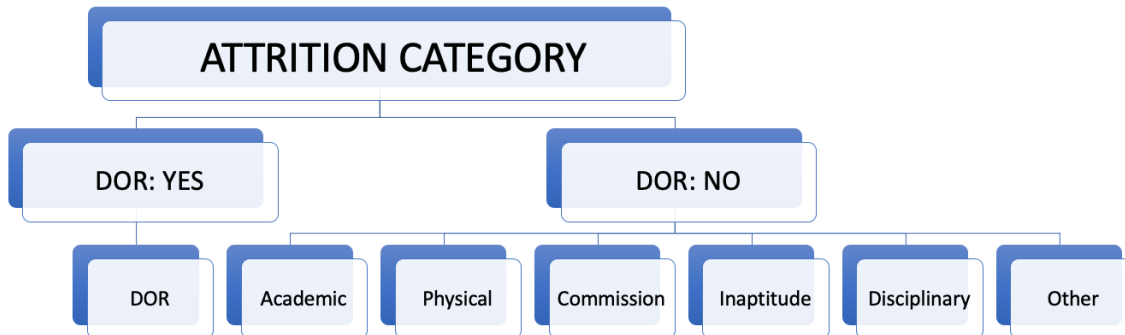 ATTRITION CATEGORY
DOR: YES
DOR: NO
DOR
Academic
Physical
Commission
Inaptitude
Disciplinary
Other